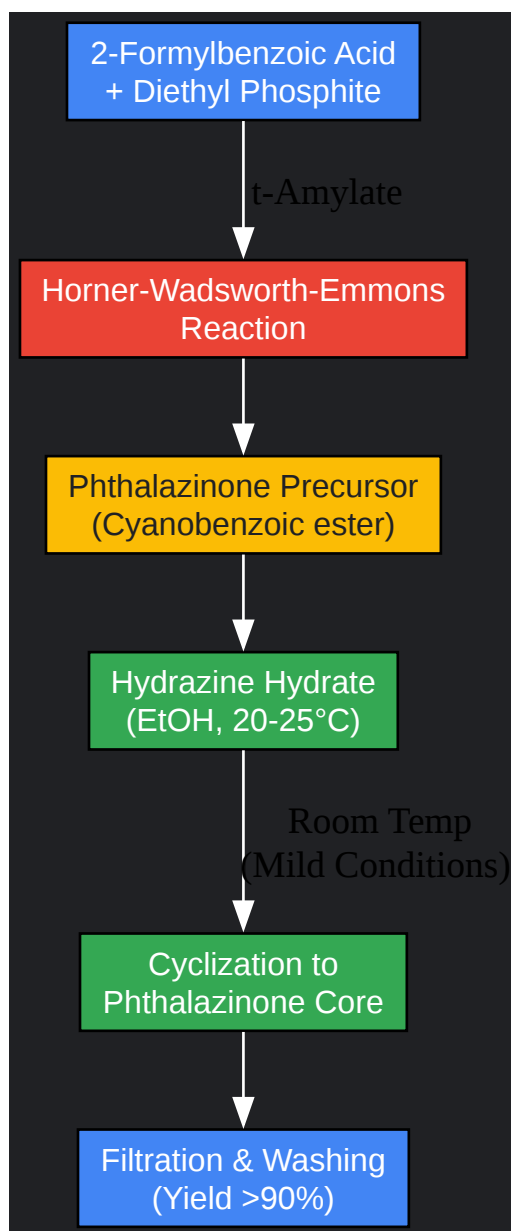 2-Formylbenzoic Acid
+ Diethyl Phosphite
t-Amylate
Horner-Wadsworth-Emmons
Reaction
Phthalazinone Precursor
(Cyanobenzoic ester)
Hydrazine Hydrate
(EtOH, 20-25°C)
Room Temp
(Mild Conditions)
Cyclization to
Phthalazinone Core
Filtration & Washing
(Yield >90%)